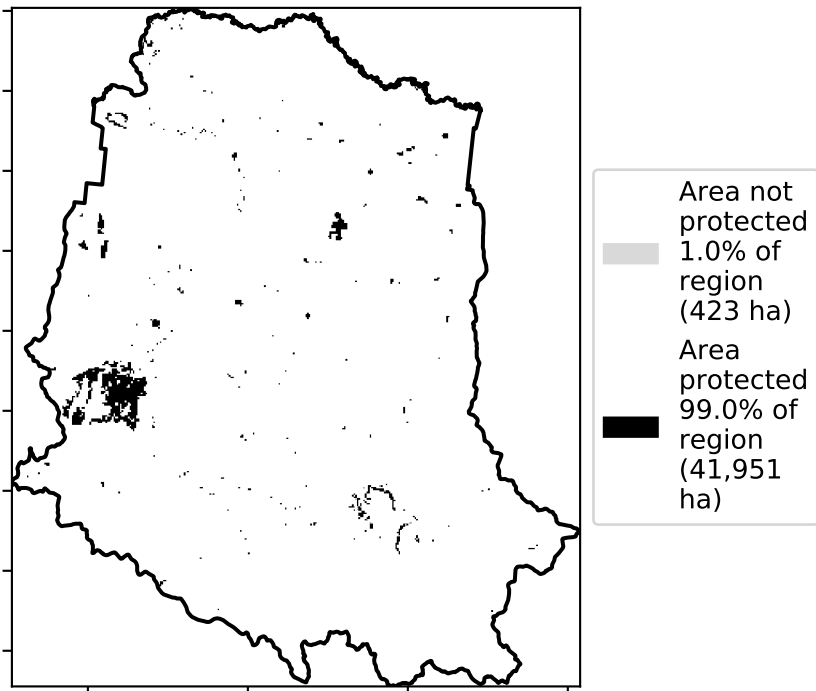 Area not
protected
1.0% of
region
(423 ha)
Area
protected
99.0% of
region
(41,951
ha)